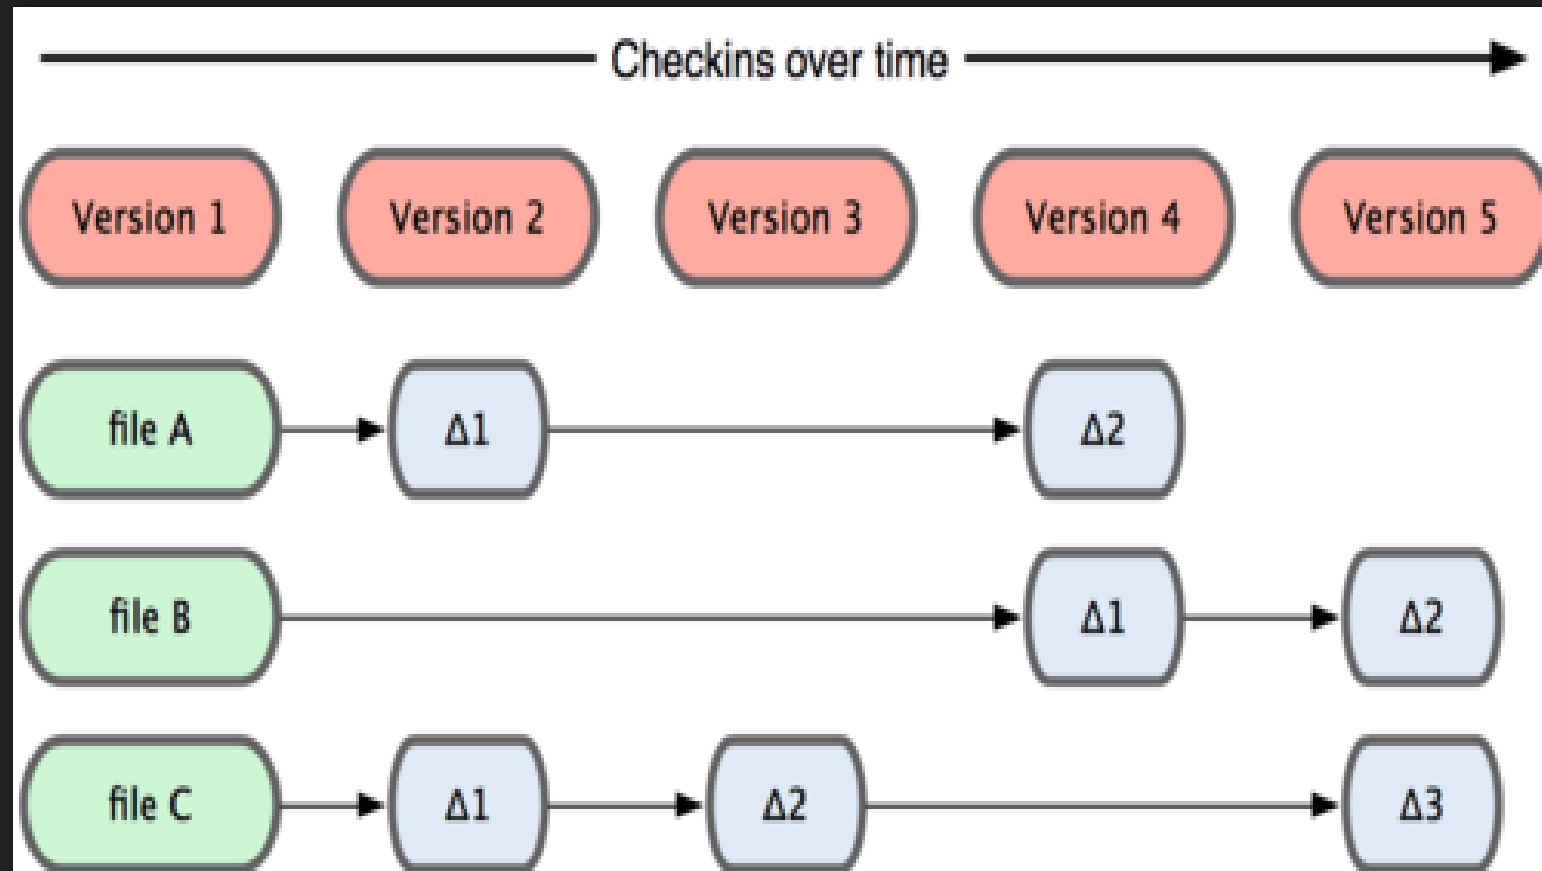 Checkins over time
Version 1 Version 2 Version 3 Version 4 Version 5
file A Δ1 Δ2
file B Δ1 Δ2
file C Δ1 Δ2 Δ3